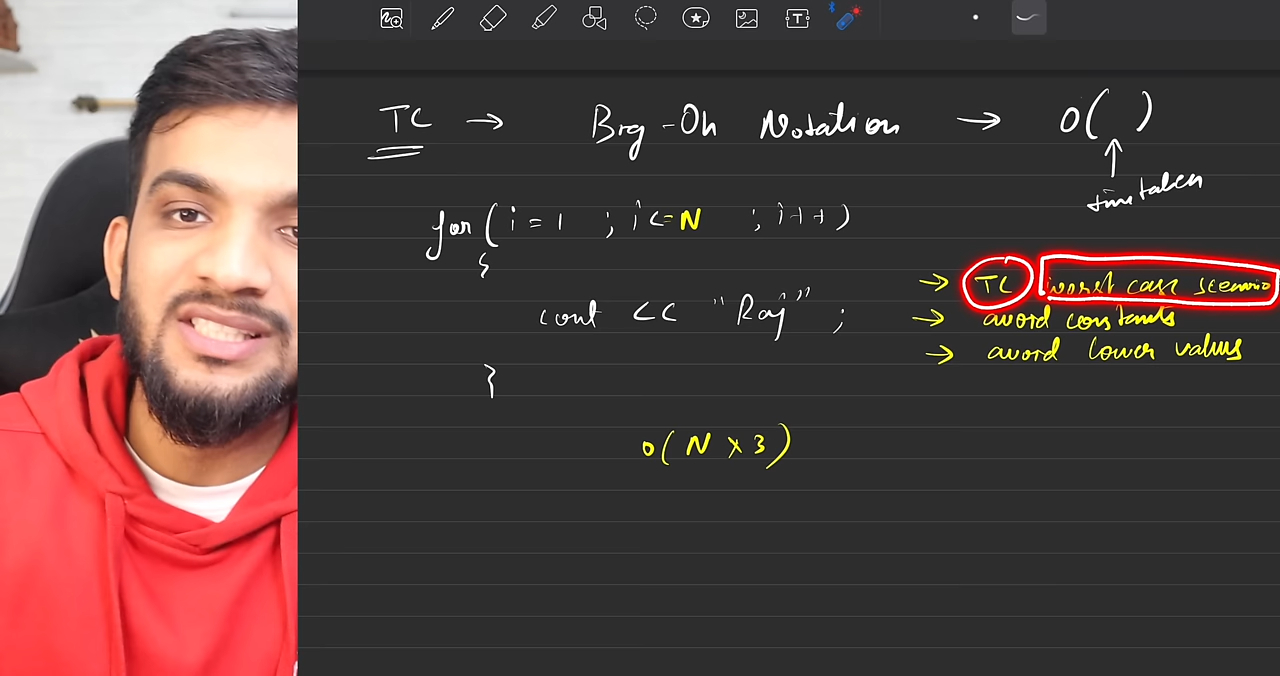 TC → Big-Oh Notation → O( )
↑
time taken
for( i = 1 ; i <= N ; i++ )
{
→ TC worst case scenario
cout << "Raj" ;
→ avoid constants
→ avoid lower values
}
O( N × 3 )